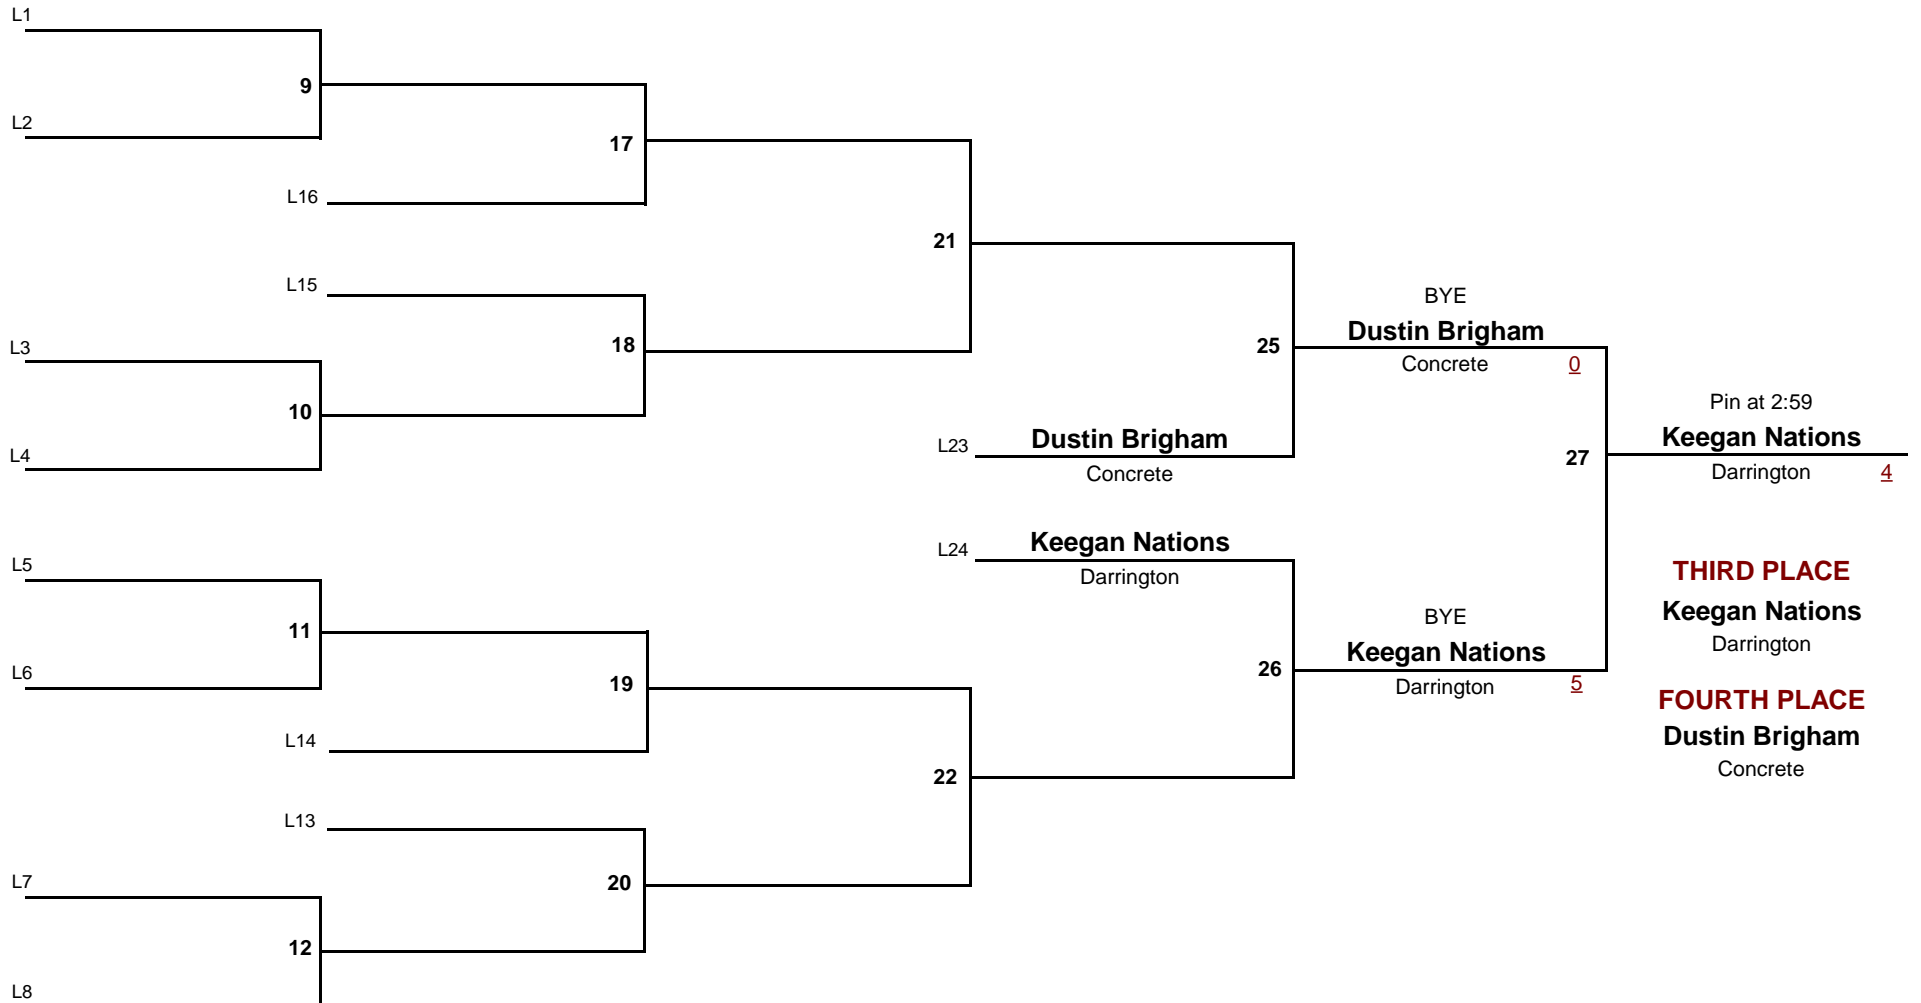 L1
9
L2
17
L16
21
L15
BYE
Dustin Brigham
L3
18
25
Concrete
0
10
Pin at 2:59
Dustin Brigham
Keegan Nations
L4
L23
27
Concrete
Darrington
4
Keegan Nations
L24
L5
Darrington
THIRD PLACE
11
BYE
Keegan Nations
L6
26
Keegan Nations
Darrington
19
Darrington
5
L14
FOURTH PLACE
Dustin Brigham
22
Concrete
L13
L7
20
12
L8